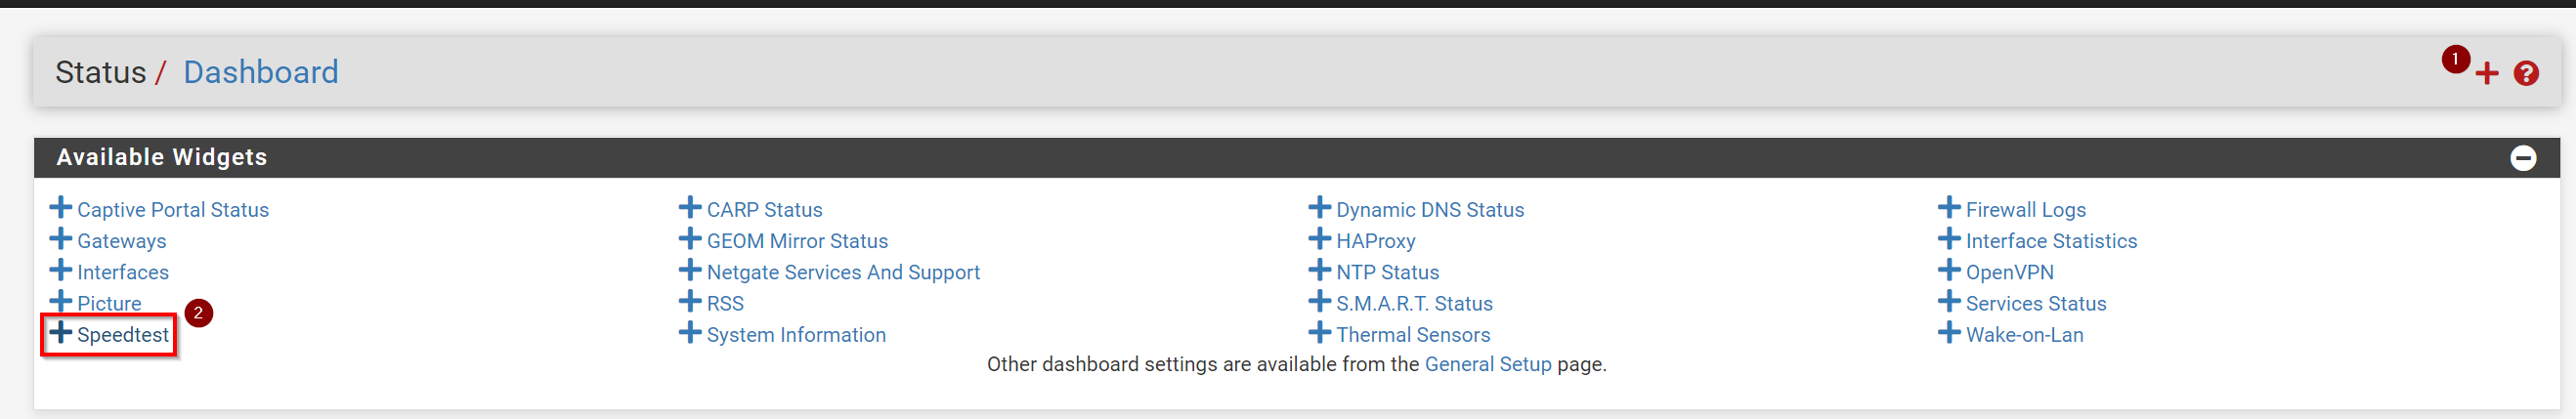 Status / Dashboard
1
Available Widgets
Captive Portal Status CARP Status Dynamic DNS Status Firewall Logs
Gateways GEOM Mirror Status HAProxy Interface Statistics
Interfaces Netgate Services And Support NTP Status OpenVPN
Picture RSS S.M.A.R.T. Status Services Status
2
Speedtest System Information Thermal Sensors Wake-on-Lan
Other dashboard settings are available from the General Setup page.